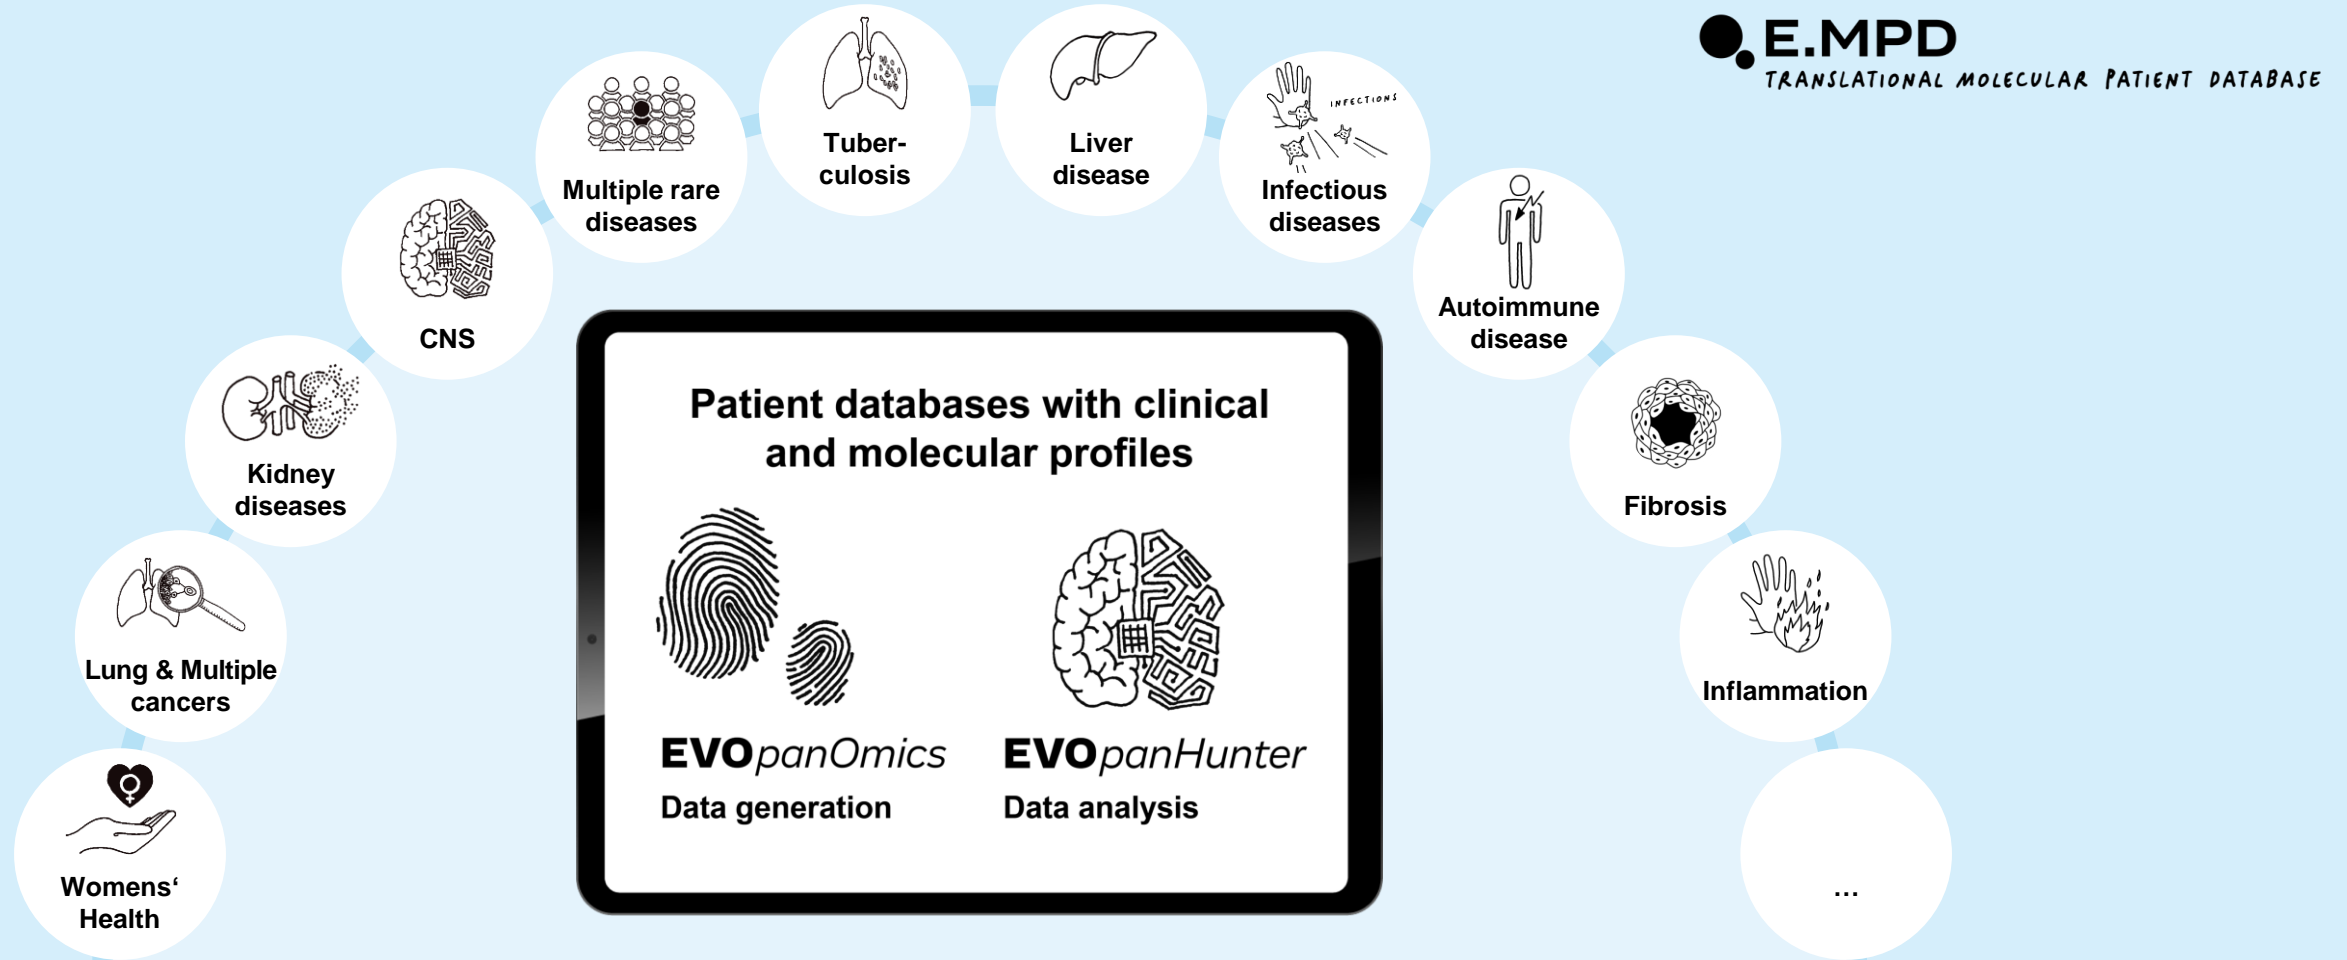 E.MPD
TRANSLATIONAL MOLECULAR PATIENT DATABASE
Tuber-
culosis
Liver
disease
Multiple rare
diseases
INFECTIONS
Infectious
diseases
CNS
Autoimmune
disease
Kidney
diseases
Fibrosis
Lung & Multiple
cancers
Inflammation
Womens‘
Health
...
Patient databases with clinical
and molecular profiles
EVOpanOmics
Data generation
EVOpanHunter
Data analysis